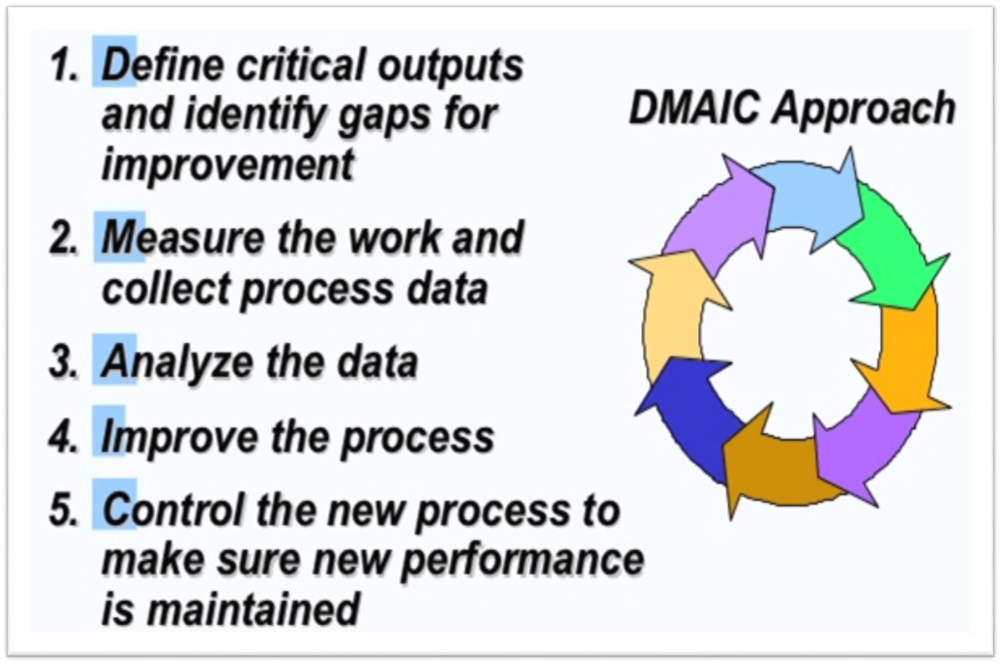 1. Define critical outputs
and identify gaps for
improvement
2. Measure the work and
collect process data
3. Analyze the data
4. Improve the process
5. Control the new process to
make sure new performance
is maintained
DMAIC Approach